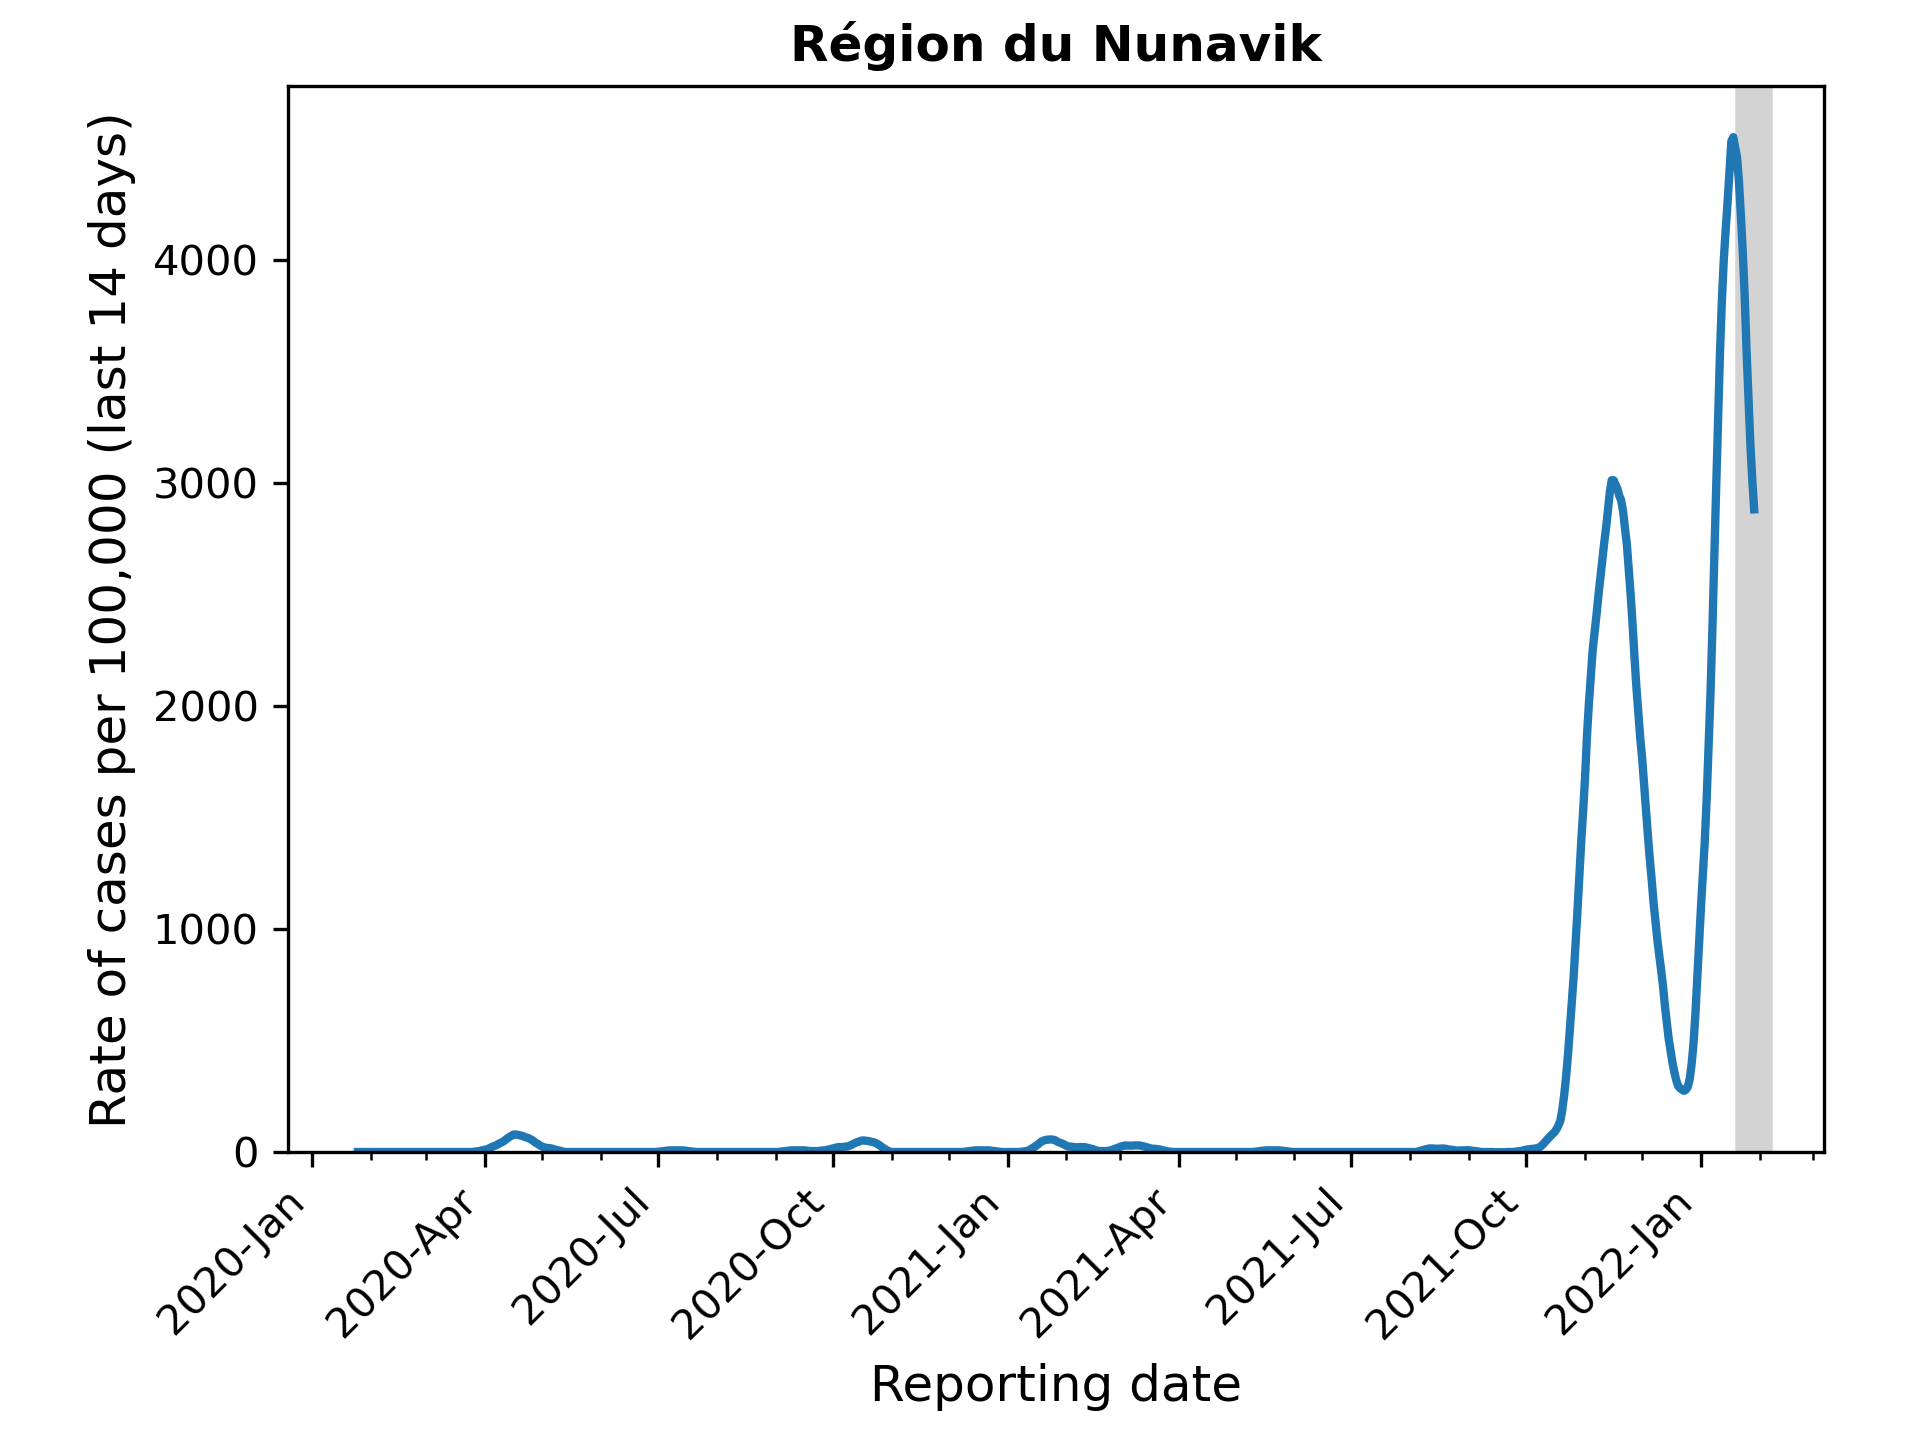 Région du Nunavik
Rate of cases per 100,000 (last 14 days)
4000
3000
2000
1000
0
2020-Jan
2020-Apr
2020-Jul
2020-Oct
2021-Jan
2021-Apr
2021-Jul
2021-Oct
2022-Jan
Reporting date